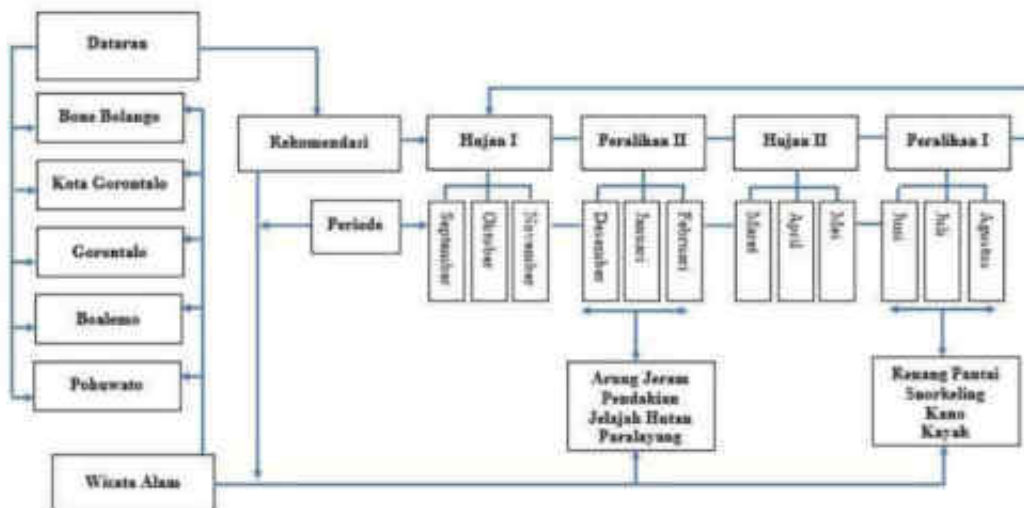 Dataran
Bone Bolango
Kota Gorontalo
Gorontalo
Boalemo
Pohuwato
Wisata Alam
Rekomendasi
Periode
Hujan I
Peralihan II
Hujan II
Peralihan I
September
Oktober
November
Desember
Januari
Februari
Maret
April
Mei
Juni
Juli
Agustus
Arung Jeram
Pendakian
Jelajah Hutan
Paralayang
Renang Pantai
Snorkeling
Kano
Kayak